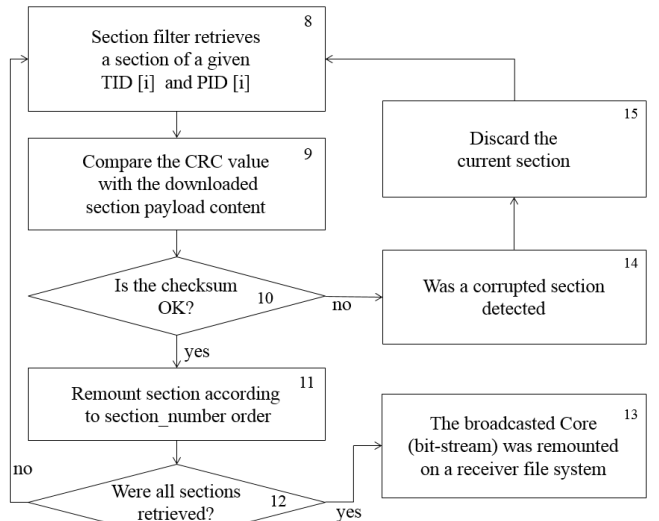 8
Section filter retrieves
a section of a given
TID [i] and PID [i]
9
Compare the CRC value
with the downloaded
section payload content
Is the checksum
OK?
10
no
yes
11
Remount section according
to section_number order
no
Were all sections
retrieved?
12
yes
15
Discard the
current section
14
Was a corrupted section
detected
13
The broadcasted Core
(bit-stream) was remounted
on a receiver file system